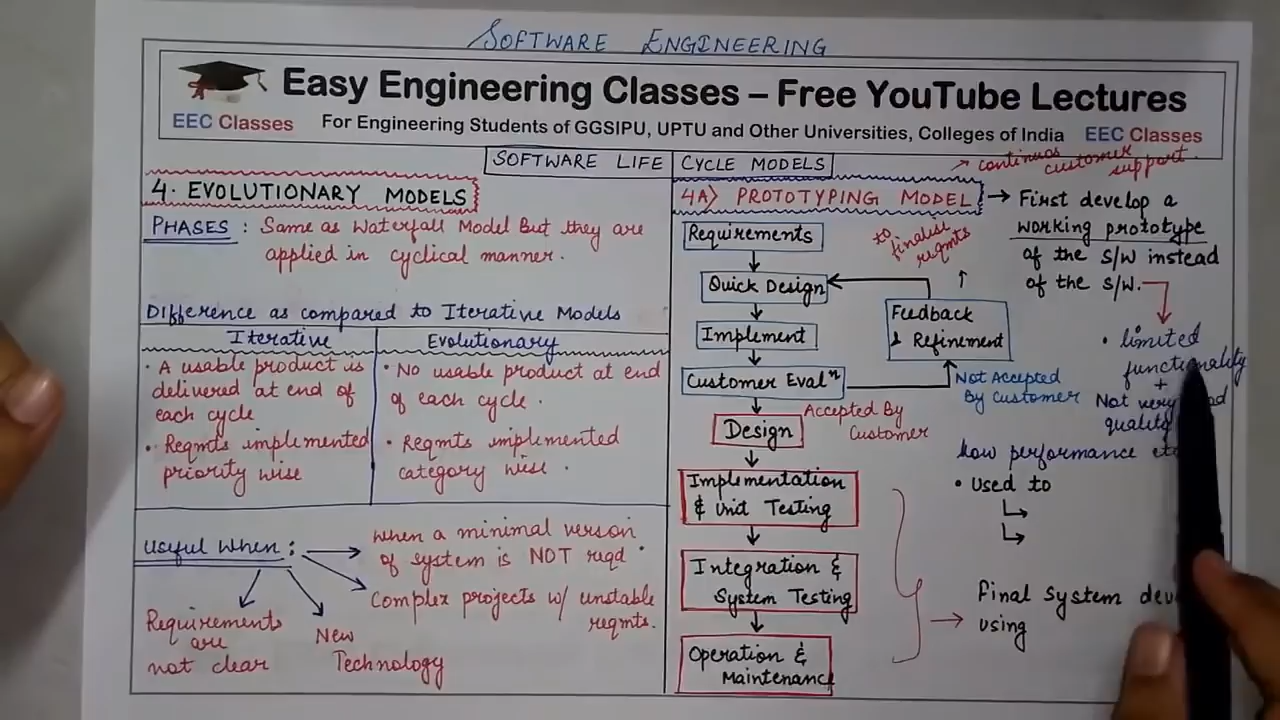 SOFTWARE ENGINEERING
Easy Engineering Classes – Free YouTube Lectures
EEC Classes For Engineering Students of GGSIPU, UPTU and Other Universities, Colleges of India EEC Classes
SOFTWARE LIFE CYCLE MODELS
4. EVOLUTIONARY MODELS
PHASES : Same as Waterfall Model But they are
applied in cyclical manner.
Difference as compared to Iterative Models
Iterative Evolutionary
• A usable product is
delivered at end of
each cycle
• Reqmts implemented
priority wise
• No usable product at end
of each cycle.
• Reqmts implemented
category wise.
Useful When :
When a minimal verson
of system is NOT reqd.
Complex projects w/ unstable
reqmts.
New
Technology
Requirements
are
not clear
→ continuos customer
support.
4A> PROTOTYPING MODEL → First develop a
working prototype
of the S/W instead
of the S/W.
• limited
functionality
+
Not very
quality
low performance
• Used to
Requirements
Quick Design
Implement
Customer Evalⁿ
to
finalise
reqmts
↑
Feedback
& Refinement
Not Accepted
By Customer
Accepted By
Customer
Design
Implementation
& Unit Testing
Integration &
System Testing
Operation &
Maintenance
→ Final System
using